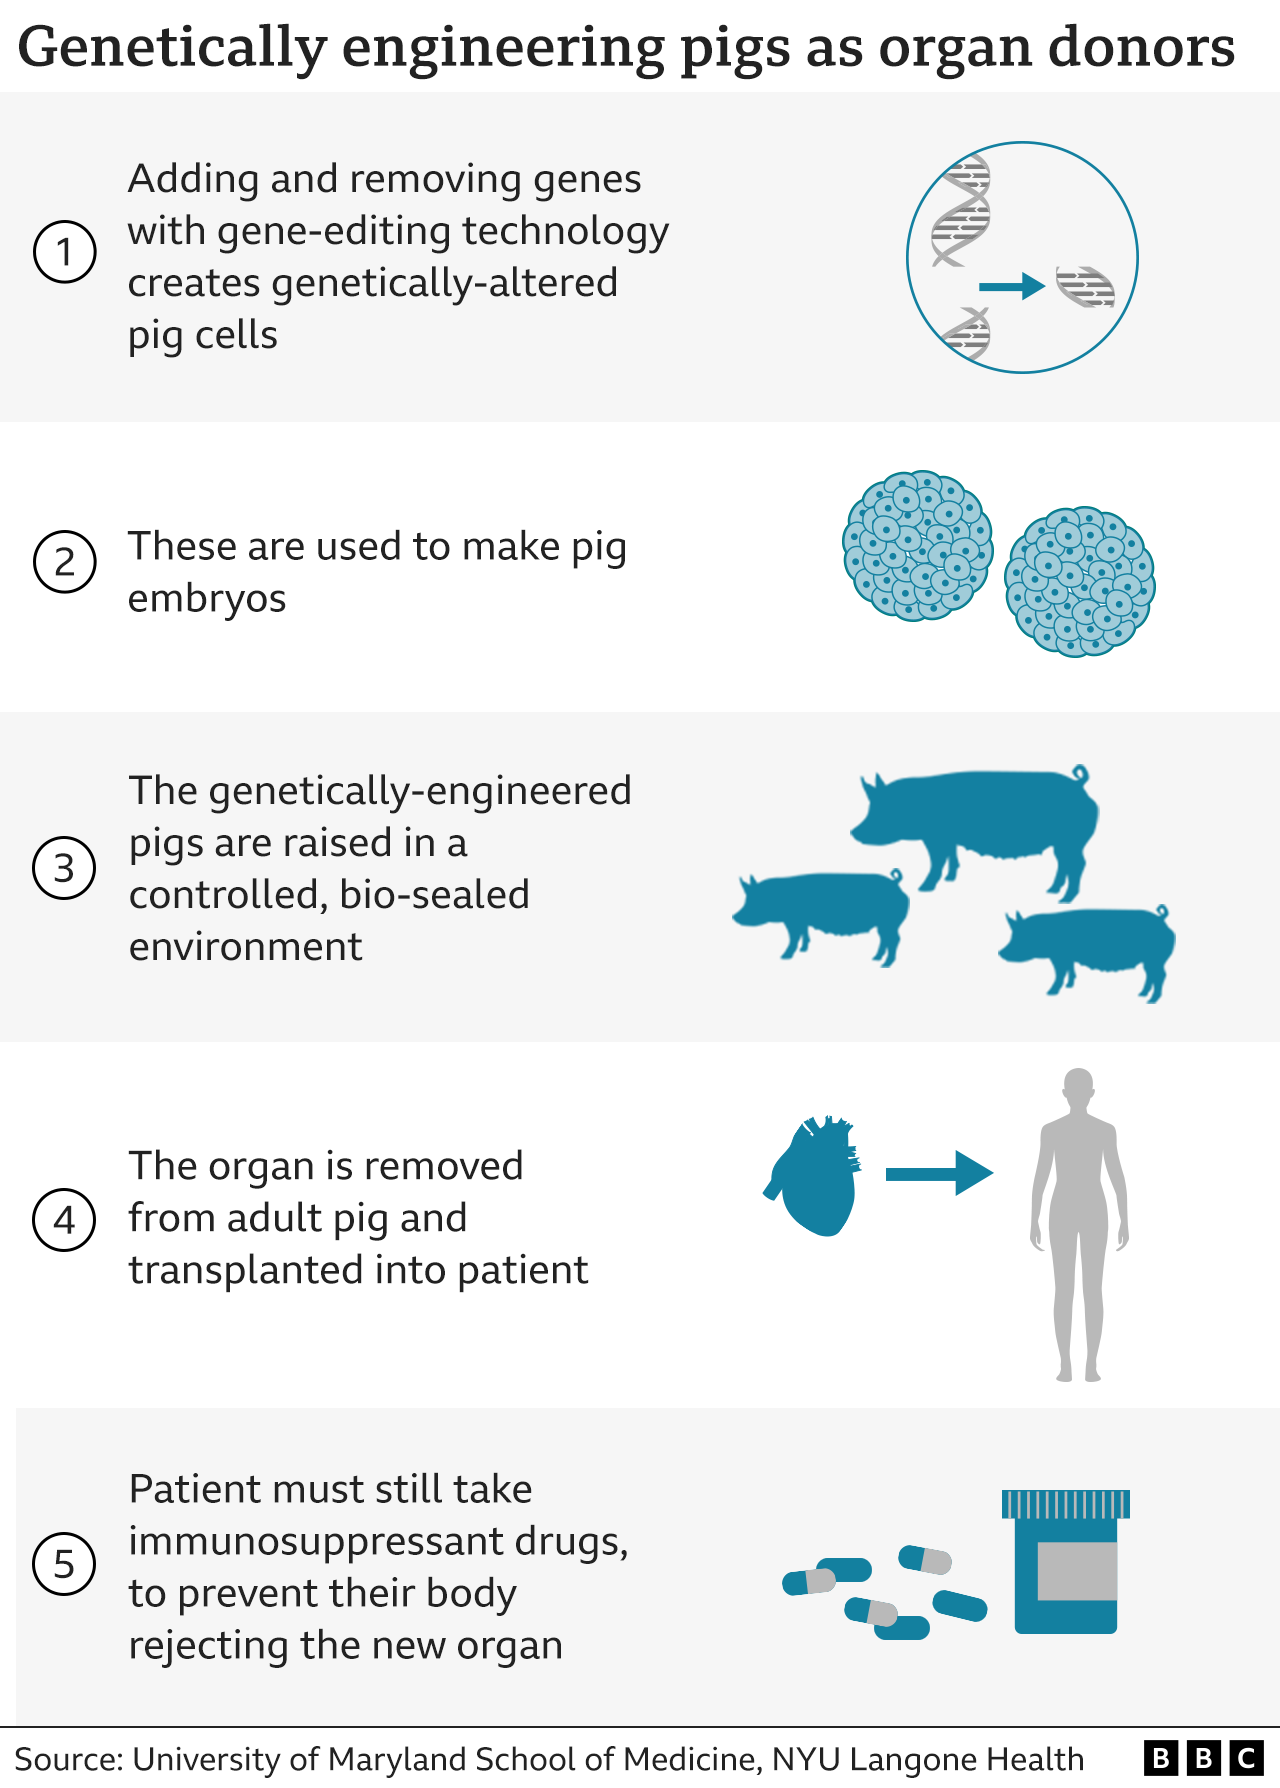 Genetically engineering pigs as organ donors
1
Adding and removing genes
with gene-editing technology
creates genetically-altered
pig cells
2
These are used to make pig
embryos
3
The genetically-engineered
pigs are raised in a
controlled, bio-sealed
environment
4
The organ is removed
from adult pig and
transplanted into patient
5
Patient must still take
immunosuppressant drugs,
to prevent their body
rejecting the new organ
Source: University of Maryland School of Medicine, NYU Langone Health
BBC